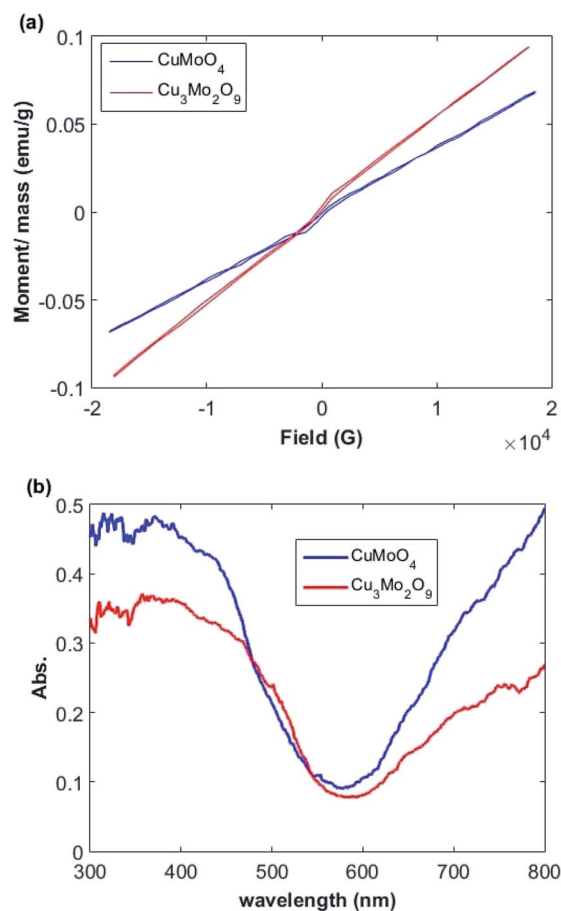 (a)
0.1
0.05
0
-0.05
-0.1
Moment/ mass (emu/g)
CuMoO₄
Cu₃Mo₂O₉
-2 -1 0 1 2
Field (G)
×10⁴
(b)
0.5
0.4
0.3
0.2
0.1
0
Abs.
CuMoO₄
Cu₃Mo₂O₉
300 400 500 600 700 800
wavelength (nm)